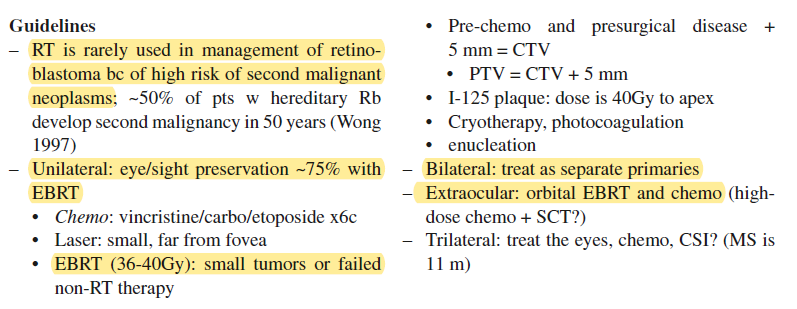 Guidelines
– RT is rarely used in management of retino-
blastoma bc of high risk of second malignant
neoplasms; ~50% of pts w hereditary Rb
develop second malignancy in 50 years (Wong
1997)
– Unilateral: eye/sight preservation ~75% with
EBRT
• Chemo: vincristine/carbo/etoposide x6c
• Laser: small, far from fovea
• EBRT (36-40Gy): small tumors or failed
non-RT therapy
• Pre-chemo and presurgical disease +
5 mm = CTV
• PTV = CTV + 5 mm
• I-125 plaque: dose is 40Gy to apex
• Cryotherapy, photocoagulation
• enucleation
– Bilateral: treat as separate primaries
– Extraocular: orbital EBRT and chemo (high-
dose chemo + SCT?)
– Trilateral: treat the eyes, chemo, CSI? (MS is
11 m)